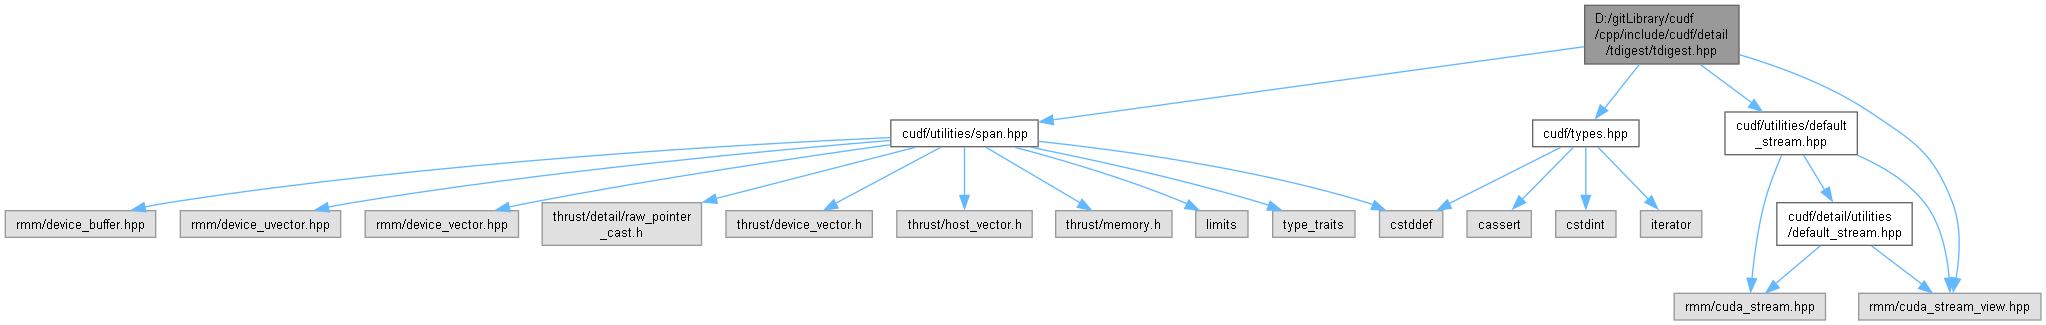 D:/gitLibrary/cudf
/cpp/include/cudf/detail
/tdigest/tdigest.hpp
cudf/utilities/span.hpp
cudf/types.hpp
cudf/utilities/default
_stream.hpp
rmm/device_buffer.hpp
rmm/device_uvector.hpp
rmm/device_vector.hpp
thrust/detail/raw_pointer
_cast.h
thrust/device_vector.h
thrust/host_vector.h
thrust/memory.h
limits
type_traits
cstddef
cassert
cstdint
iterator
cudf/detail/utilities
/default_stream.hpp
rmm/cuda_stream.hpp
rmm/cuda_stream_view.hpp